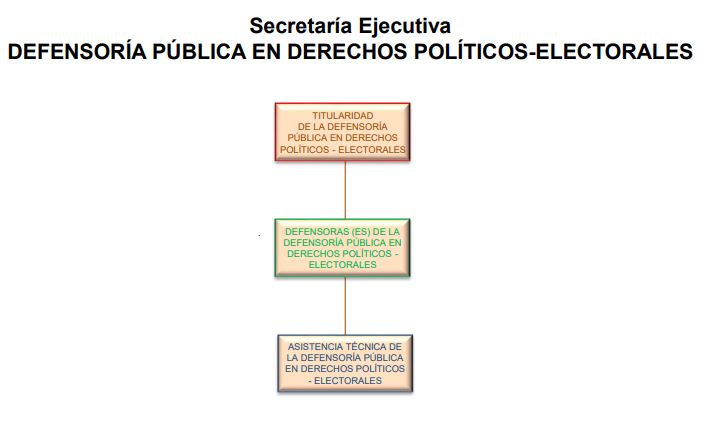 Secretaría Ejecutiva
DEFENSORÍA PÚBLICA EN DERECHOS POLÍTICOS-ELECTORALES
TITULARIDAD
DE LA DEFENSORÍA
PÚBLICA EN DERECHOS
POLÍTICOS - ELECTORALES
DEFENSORAS (ES) DE LA
DEFENSORÍA PÚBLICA EN
DERECHOS POLÍTICOS -
ELECTORALES
ASISTENCIA TÉCNICA DE
LA DEFENSORÍA PÚBLICA
EN DERECHOS POLÍTICOS
- ELECTORALES